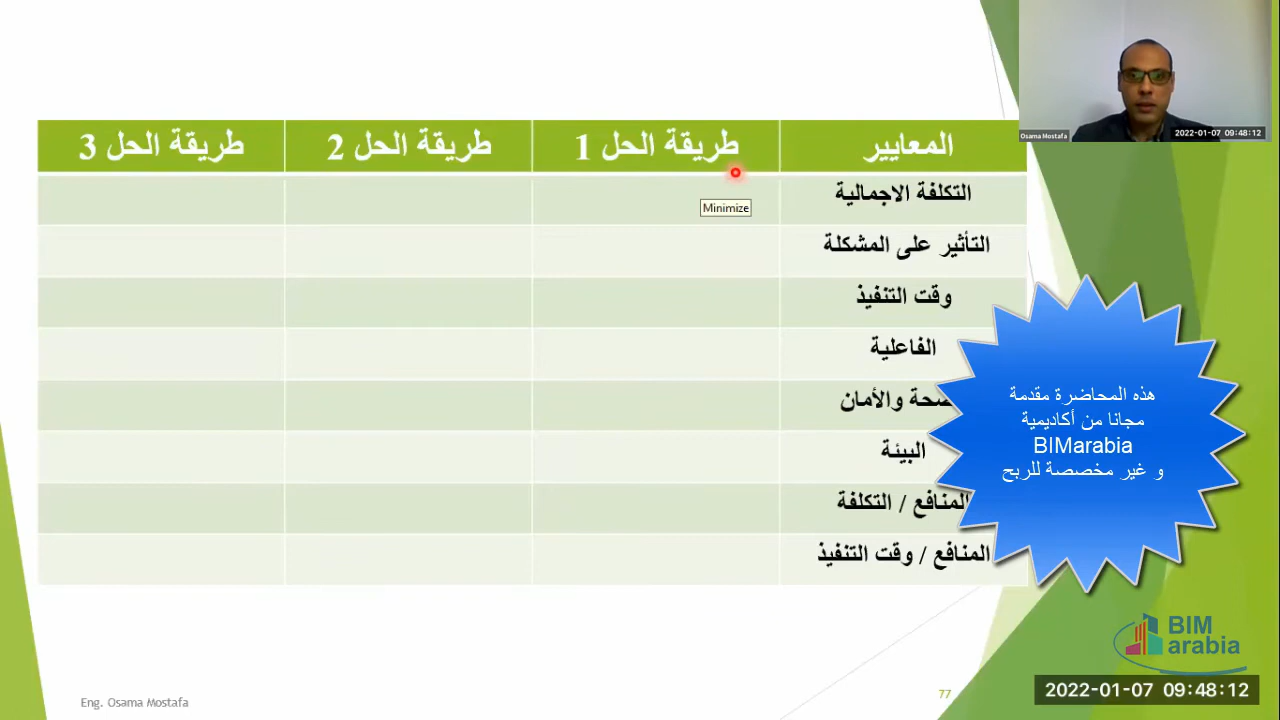 المعايير
طريقة الحل 1
طريقة الحل 2
طريقة الحل 3
التكلفة الاجمالية
التأثير على المشكلة
وقت التنفيذ
الفاعلية
والأمان
البيئة
المنافع / التكلفة
المنافع / وقت التنفيذ
Minimize
Osama Mostafa
2022-01-07 09:48:12
هذه المحاضرة مقدمة
مجانا من أكاديمية
BIMarabia
و غير مخصصة للربح
BIM
arabia
Eng. Osama Mostafa
77
2022-01-07 09:48:12